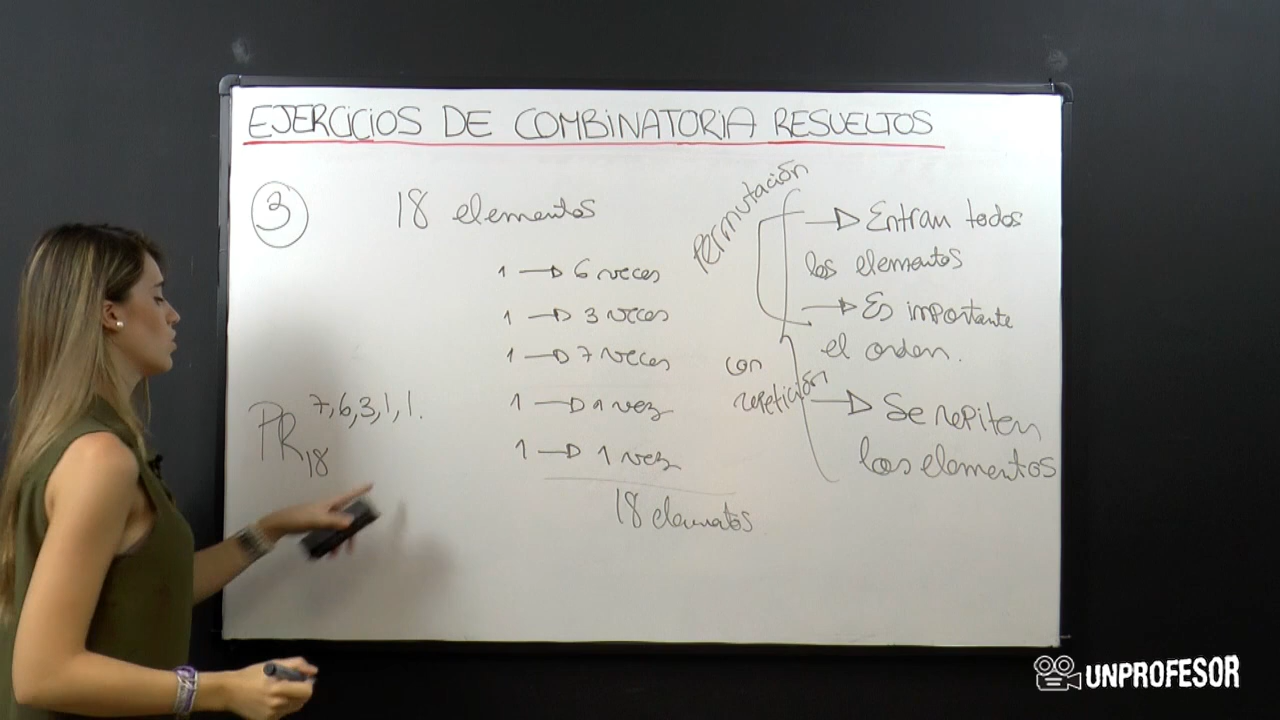 EJERCICIOS DE COMBINATORIA RESUELTOS
3
18 elementos
1 → 6 veces
1 → 3 veces
1 → 7 veces
1 → 1 vez
1 → 1 vez
18 elementos
PR 7,6,3,1,1.
18
Permutación
→ Entran todos
los elementos
→ Es importante
el orden.
con
repetición
→ Se repiten
los elementos
UNPROFESOR